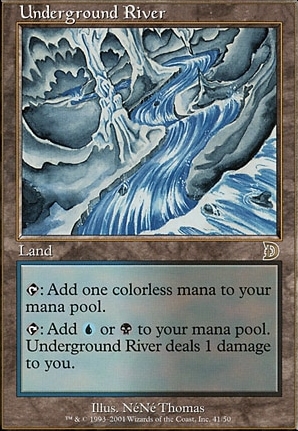 Underground River
Land
: Add one colorless mana to your
mana pool.
: Add or to your mana pool.
Underground River deals 1 damage
to you.
Illus. NéNé Thomas
™ & © 1993-2001 Wizards of the Coast, Inc. 41/50